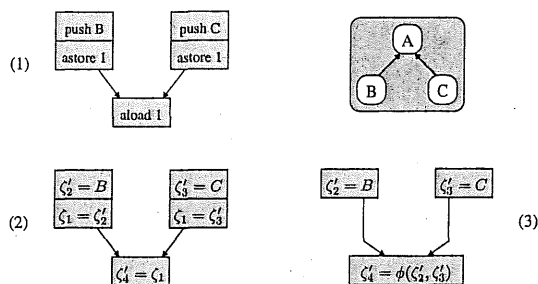 push B
push C
A
(1)
astore 1
astore 1
B
C
aload 1
ζ′₂ = B
ζ′₃ = C
ζ′₂ = B
ζ′₃ = C
(2)
ζ₁ = ζ′₂
ζ₁ = ζ′₃
(3)
ζ′₄ = ζ₁
ζ′₄ = ϕ(ζ′₂, ζ′₃)